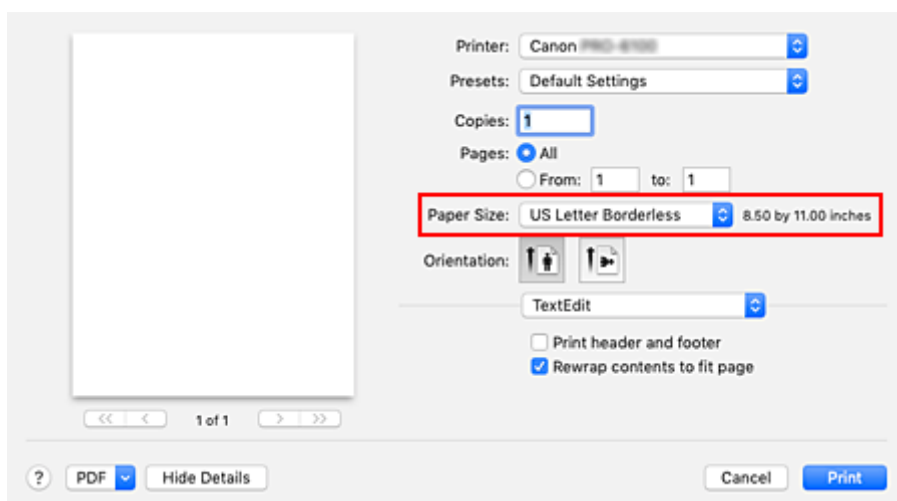 Printer: Canon
Presets: Default Settings
Copies: 1
Pages: All
From: 1 to: 1
Paper Size: US Letter Borderless 8.50 by 11.00 inches
Orientation:
TextEdit
Print header and footer
Rewrap contents to fit page
<< < 1 of 1 > >>
? PDF Hide Details Cancel Print